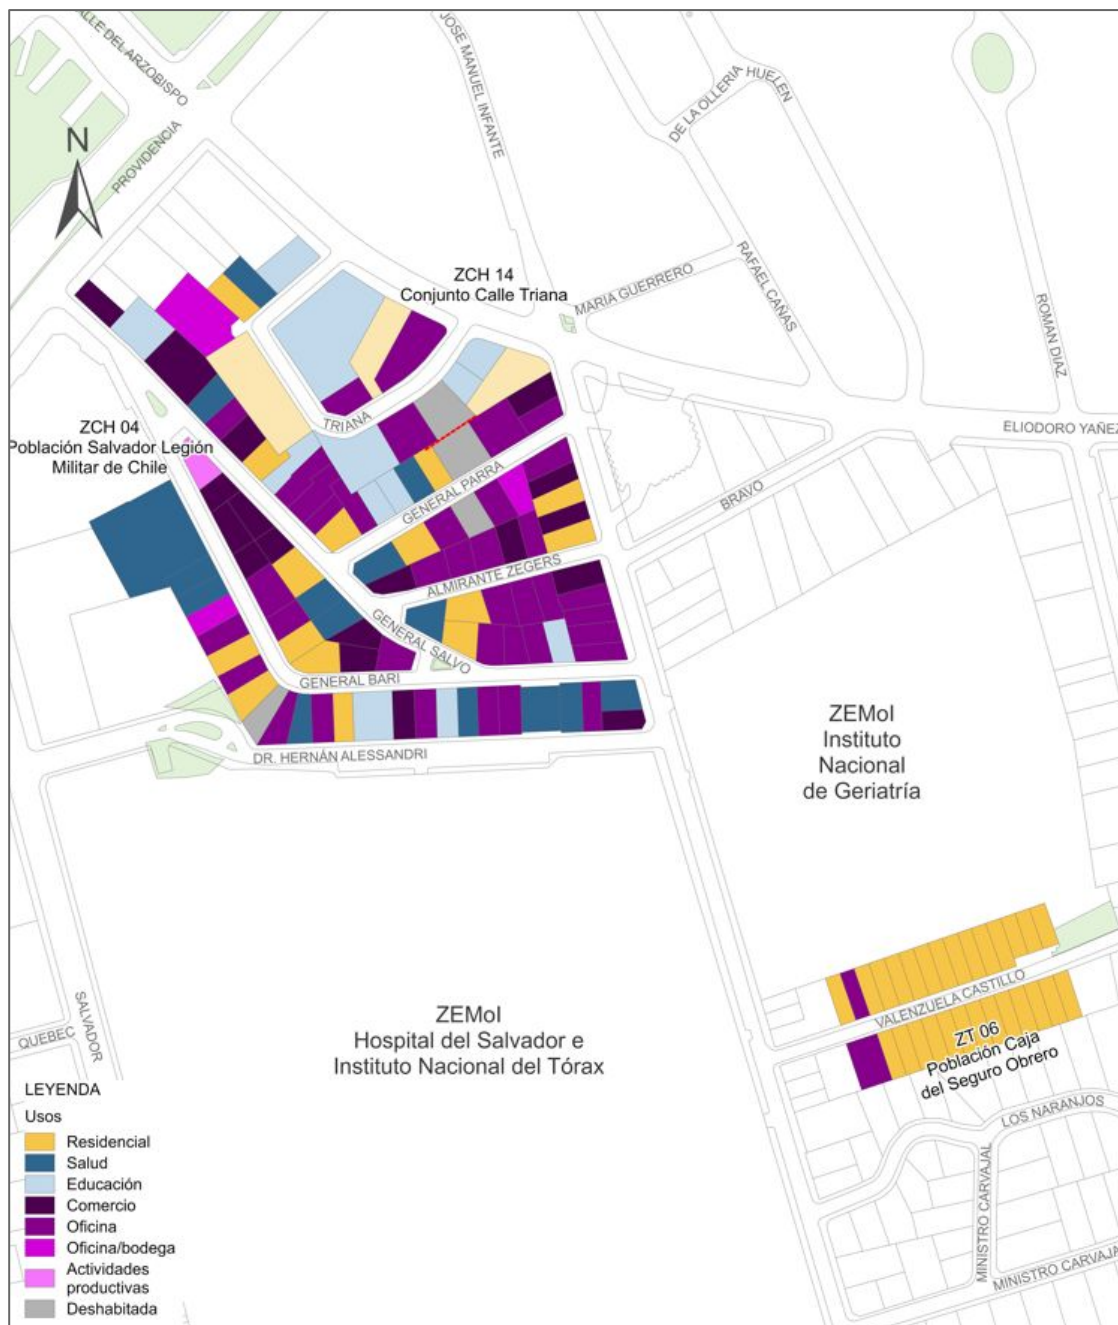 CALLE DEL ARZOBISPO
PROVIDENCIA
N
JOSE MANUEL INFANTE
DE LA OLLERIA
HUELEN
RAFAEL CAÑAS
MARIA GUERRERO
ROMAN DIAZ
ZCH 14
Conjunto Calle Triana
ZCH 04
Población Salvador Legión
Militar de Chile
TRIANA
ELIODORO YAÑEZ
GENERAL PARRA
BRAVO
ALMIRANTE ZEGERS
GENERAL SALVO
GENERAL BARI
DR. HERNÁN ALESSANDRI
ZEMoI
Instituto
Nacional
de Geriatría
ZEMoI
Hospital del Salvador e
Instituto Nacional del Tórax
VALENZUELA CASTILLO
ZT 06
Población Caja
del Seguro Obrero
QUEBEC
SALVADOR
LOS NARANJOS
MINISTRO CARVAJAL
MINISTRO CARVAJA
LEYENDA
Usos
Residencial
Salud
Educación
Comercio
Oficina
Oficina/bodega
Actividades
productivas
Deshabitada